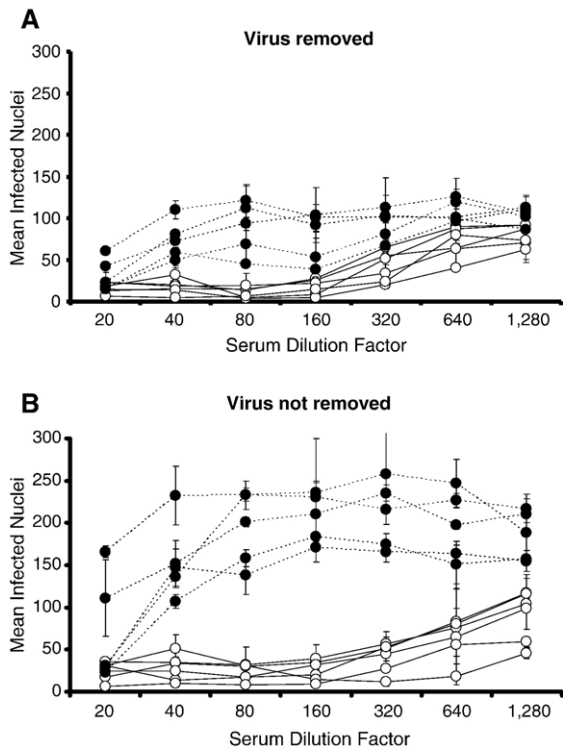 A
Virus removed
300
250
200
150
100
50
0
Mean Infected Nuclei
20 40 80 160 320 640 1,280
Serum Dilution Factor
B
Virus not removed
300
250
200
150
100
50
0
Mean Infected Nuclei
20 40 80 160 320 640 1,280
Serum Dilution Factor